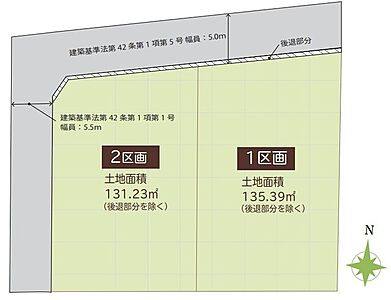 建築基準法第42条第1項第5号 幅員：5.0m
後退部分
建築基準法第42条第1項第1号
幅員：5.5m
2区画
土地面積
131.23㎡
(後退部分を除く)
1区画
土地面積
135.39㎡
(後退部分を除く)
N